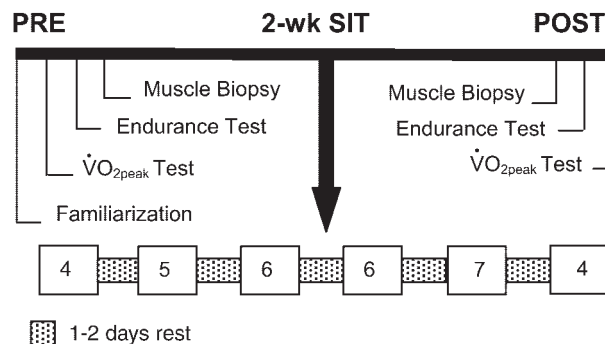 PRE 2-wk SIT POST
Muscle Biopsy Muscle Biopsy
Endurance Test Endurance Test
V̇O2peak Test V̇O2peak Test
Familiarization
4 5 6 6 7 4
1-2 days rest